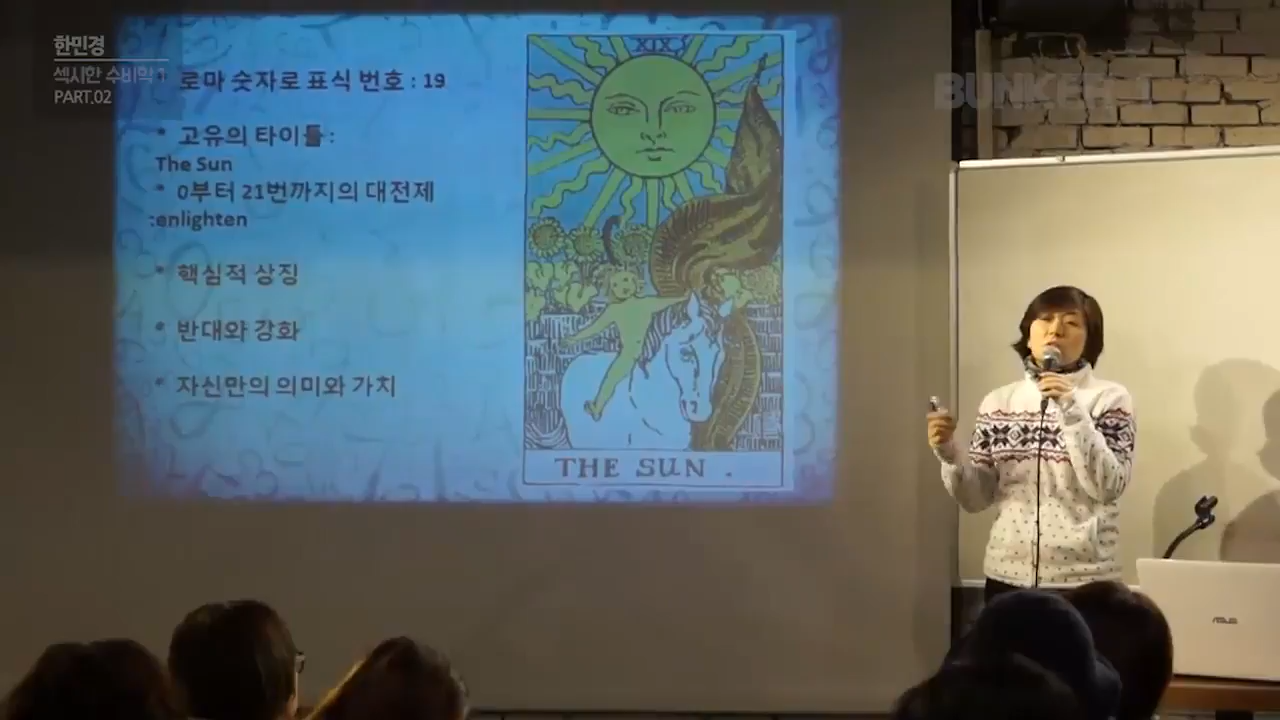 한민경
섹시한 수비학 1
PART.02
BUNKER 1
• 로마 숫자로 표식 번호 : 19
• 고유의 타이틀 :
The Sun
• 0부터 21번까지의 대전제
:enlighten
• 핵심적 상징
• 반대와 강화
• 자신만의 의미와 가치
XIX
THE SUN .
ASUS